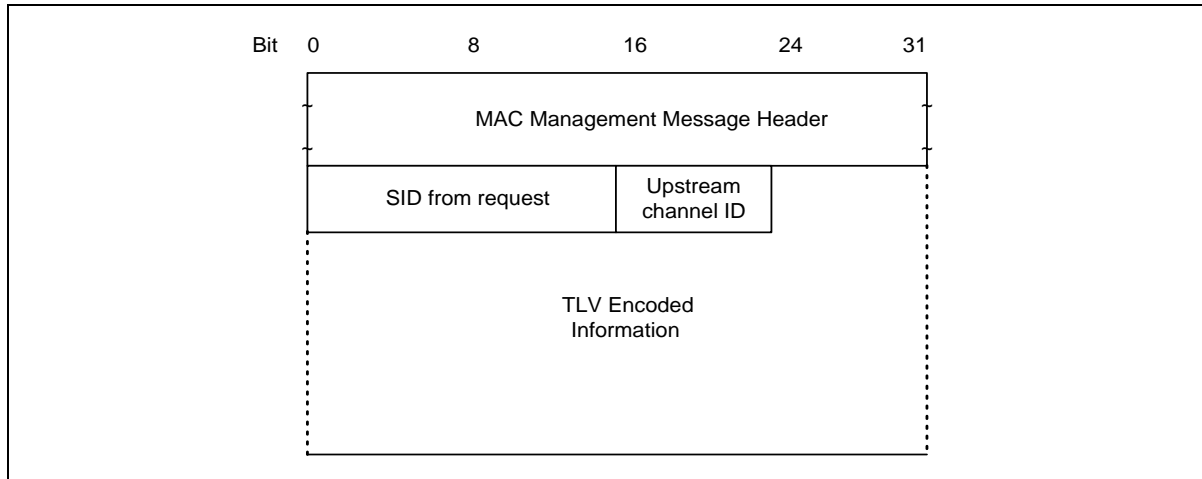 Bit 0 8 16 24 31
MAC Management Message Header
SID from request
Upstream
channel ID
TLV Encoded
Information